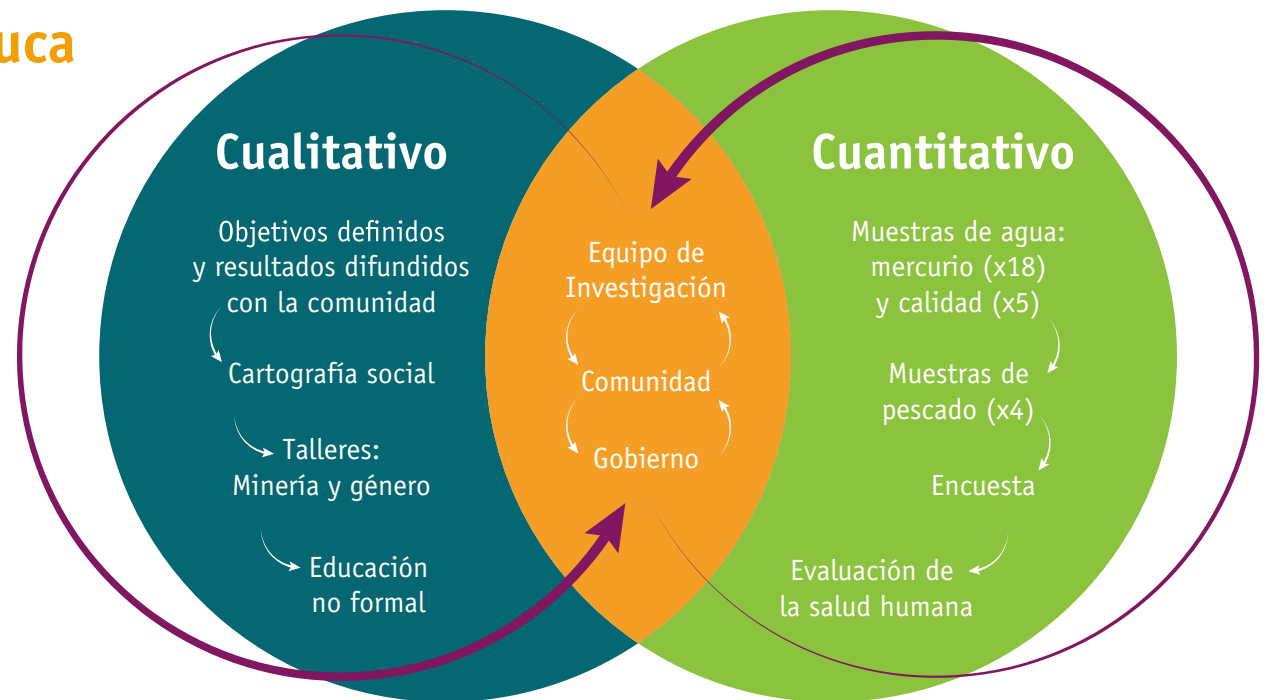 uca
Cualitativo
Objetivos definidos
y resultados difundidos
con la comunidad
Cartografía social
Talleres:
Minería y género
Educación
no formal
Equipo de
Investigación
Comunidad
Gobierno
Cuantitativo
Muestras de agua:
mercurio (x18)
y calidad (x5)
Muestras de
pescado (x4)
Encuesta
Evaluación de
la salud humana